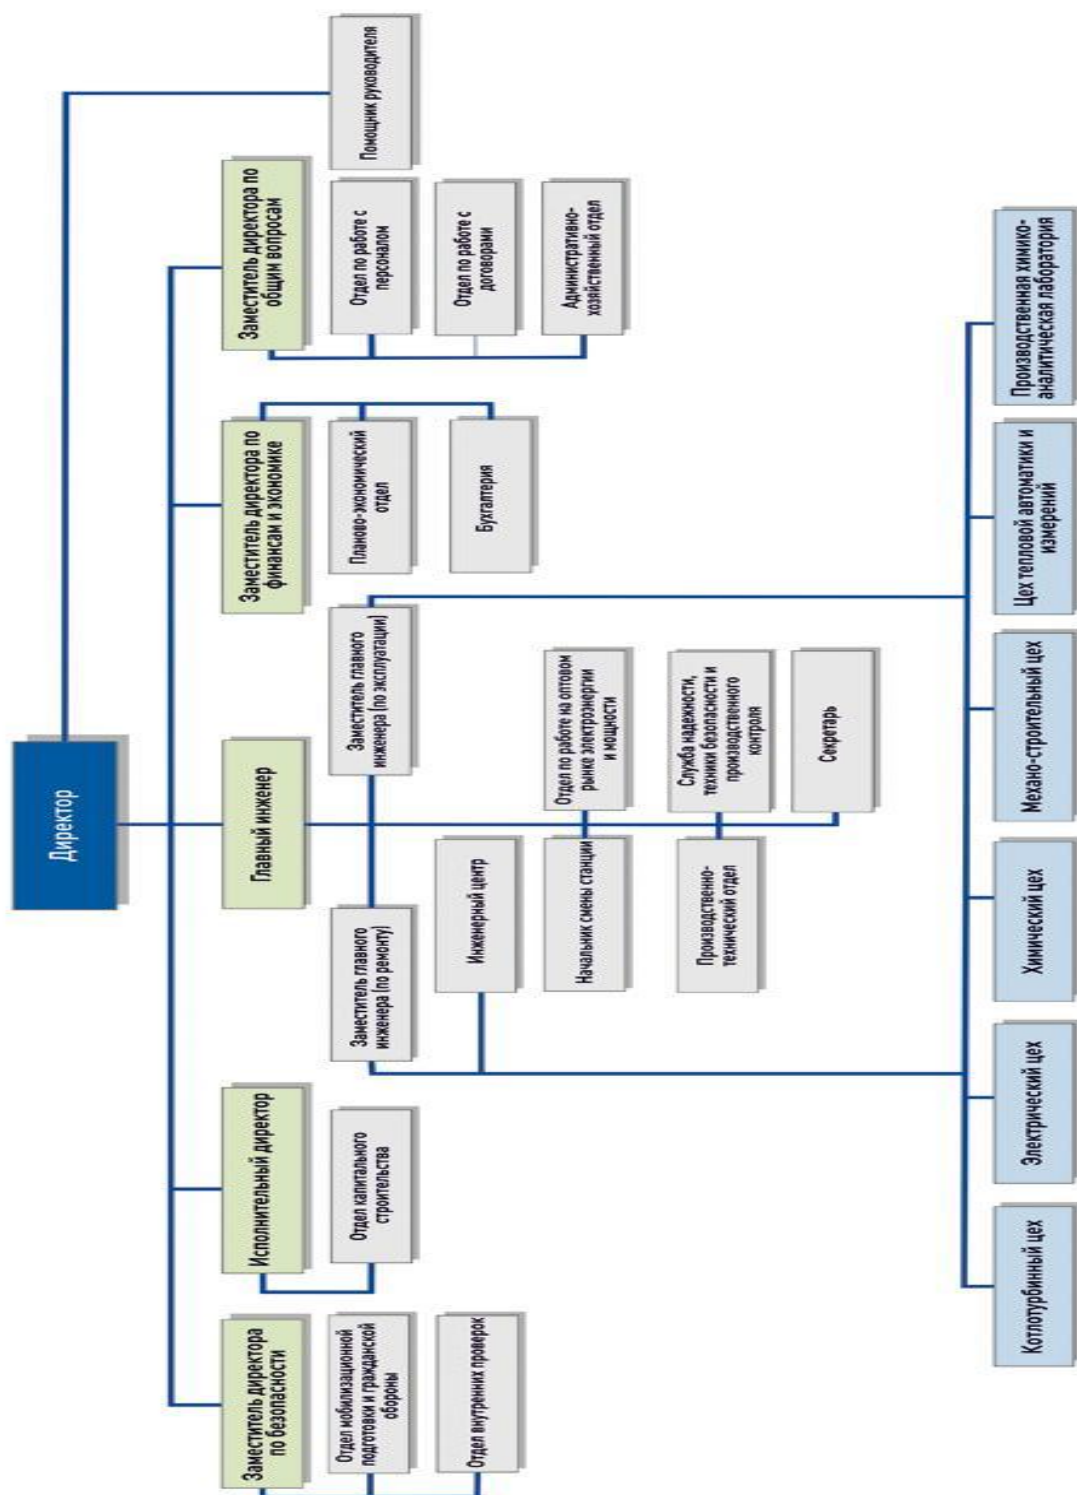 Директор
Помощник руководителя
Заместитель директора
по безопасности
Исполнительный директор
Главный инженер
Заместитель директора по
финансам и экономике
Заместитель директора по
общим вопросам
Отдел мобилизационной
подготовки и гражданской
обороны
Отдел внутренних проверок
Отдел капитального
строительства
Заместитель главного
инженера (по ремонту)
Заместитель главного
инженера (по эксплуатации)
Инженерный центр
Начальник смены станции
Отдел по работе на оптовом
рынке электроэнергии
и мощности
Производственно-
технический отдел
Служба надежности,
техники безопасности и
производственного
контроля
Секретарь
Планово-экономический
отдел
Бухгалтерия
Отдел по работе с
персоналом
Отдел по работе с
договорами
Административно-
хозяйственный отдел
Котлотурбинный цех
Электрический цех
Химический цех
Механо-строительный цех
Цех тепловой автоматики и
измерений
Производственная химико-
аналитическая лаборатория